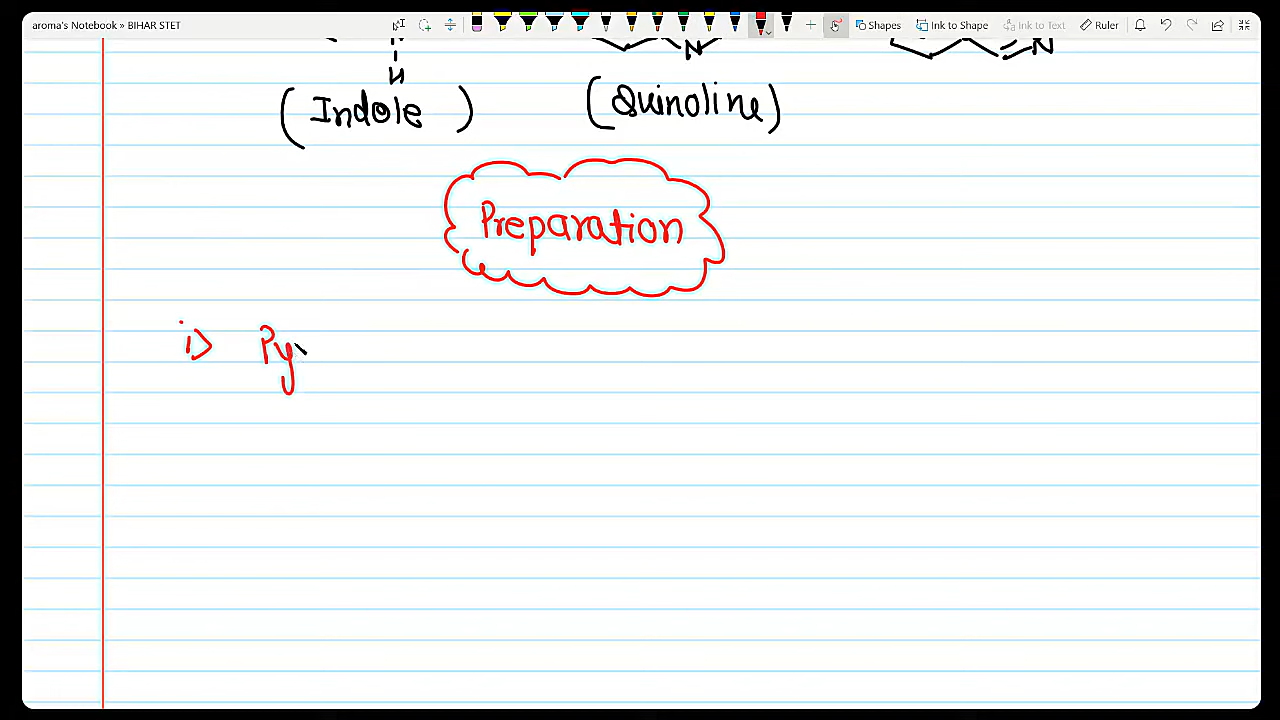 aroma's Notebook » BIHAR STET
Shapes Ink to Shape Ink to Text Ruler
N
H N N
(Indole) (Quinoline)
Preparation
i> Py